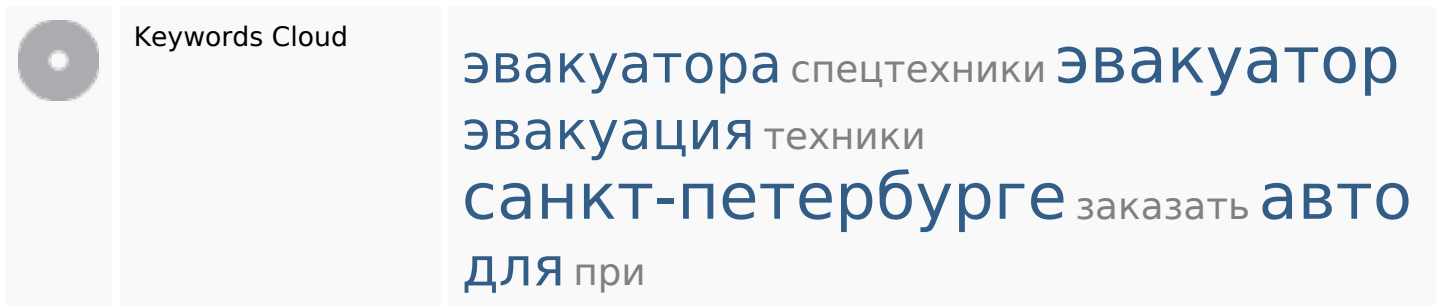 Keywords Cloud
эвакуатора спецтехники эвакуатор
эвакуация техники
санкт-петербурге заказать авто
для при